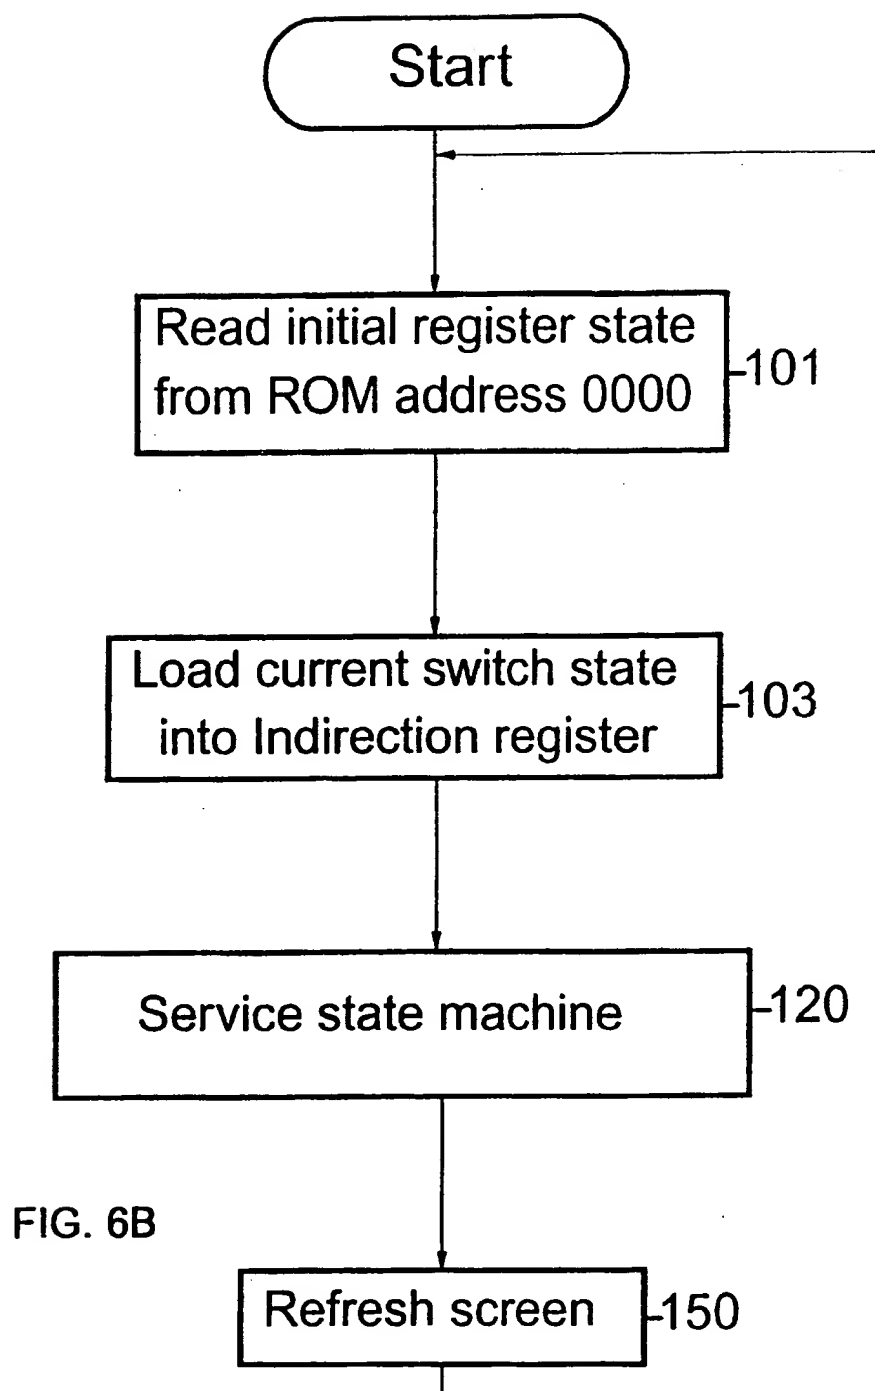 Start
Read initial register state
from ROM address 0000
101
Load current switch state
into Indirection register
103
Service state machine
120
FIG. 6B
Refresh screen
150